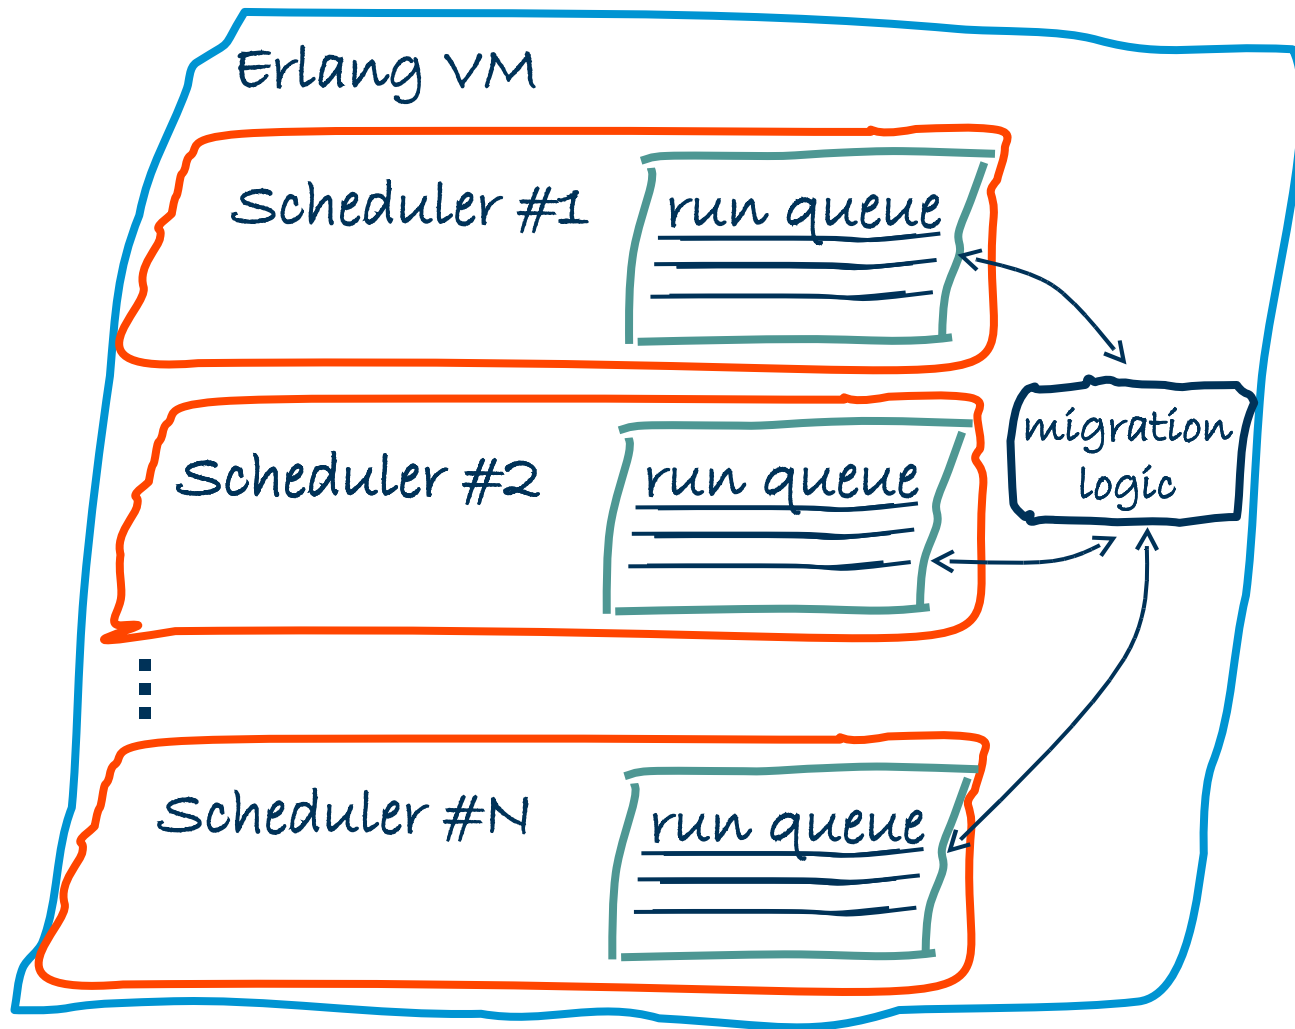 Erlang VM
Scheduler #1
run queue
Scheduler #2
run queue
migration
logic
Scheduler #N
run queue